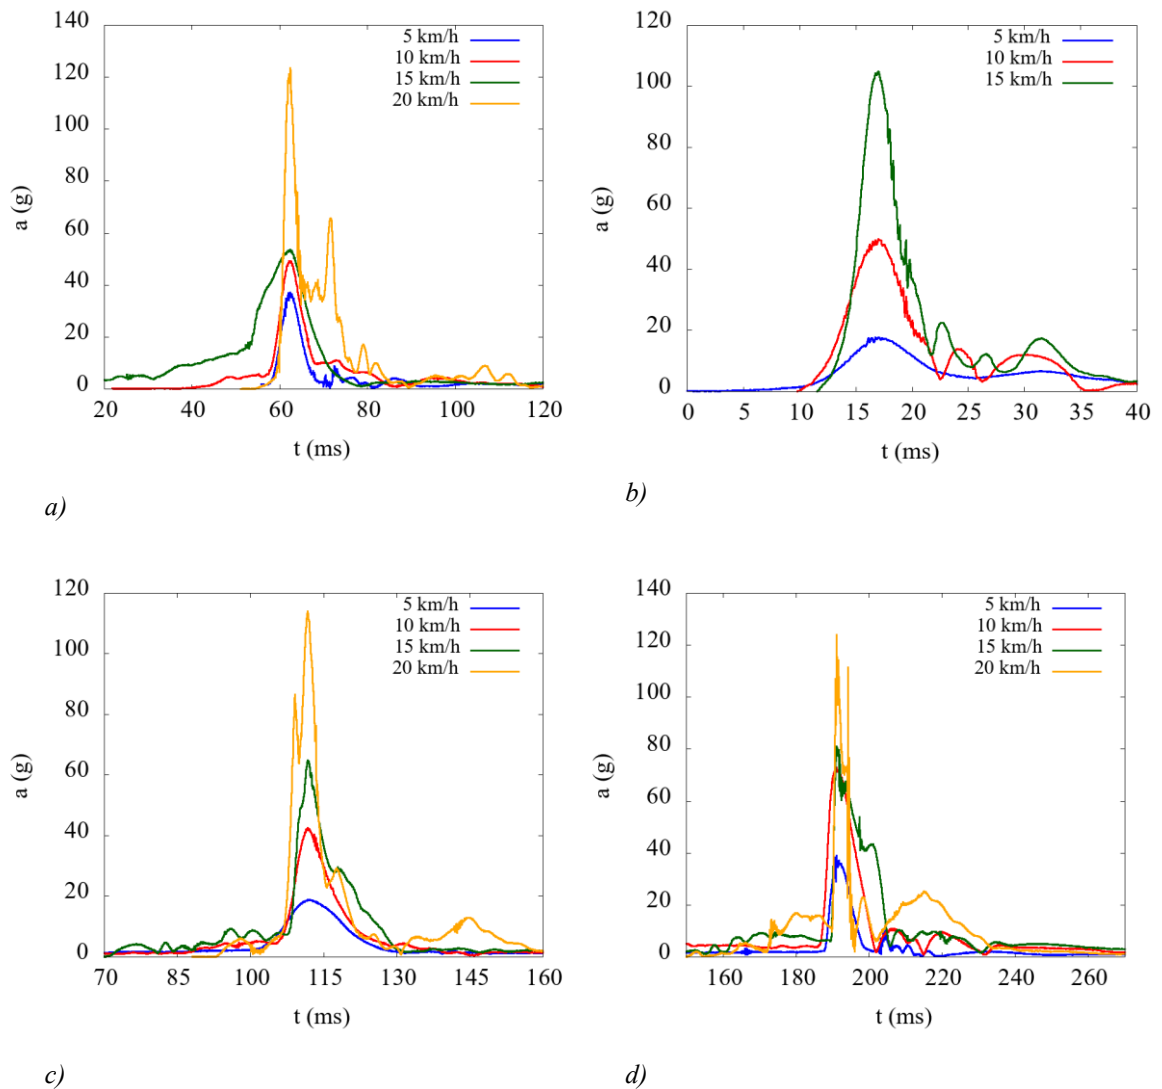 140
120
100
80
60
40
20
0
a (g)
5 km/h
10 km/h
15 km/h
20 km/h
20 40 60 80 100 120
t (ms)
a)
120
100
80
60
40
20
0
a (g)
5 km/h
10 km/h
15 km/h
0 5 10 15 20 25 30 35 40
t (ms)
b)
120
100
80
60
40
20
0
a (g)
5 km/h
10 km/h
15 km/h
20 km/h
70 85 100 115 130 145 160
t (ms)
c)
140
120
100
80
60
40
20
0
a (g)
5 km/h
10 km/h
15 km/h
20 km/h
160 180 200 220 240 260
t (ms)
d)